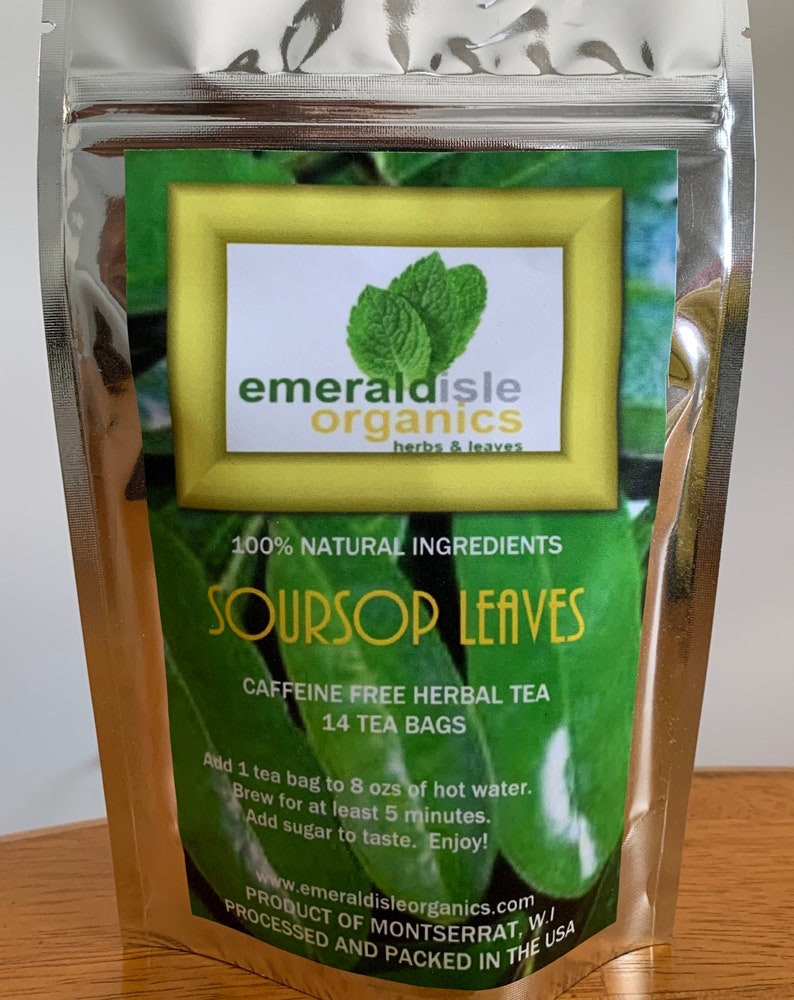 emeraldisle
organics
herbs & leaves
100% NATURAL INGREDIENTS
SOURSOP LEAVES
CAFFEINE FREE HERBAL TEA
14 TEA BAGS
Add 1 tea bag to 8 ozs of hot water.
Brew for at least 5 minutes.
Add sugar to taste. Enjoy!
www.emeraldisleorganics.com
PRODUCT OF MONTSERRAT, W.I
PROCESSED AND PACKED IN THE USA